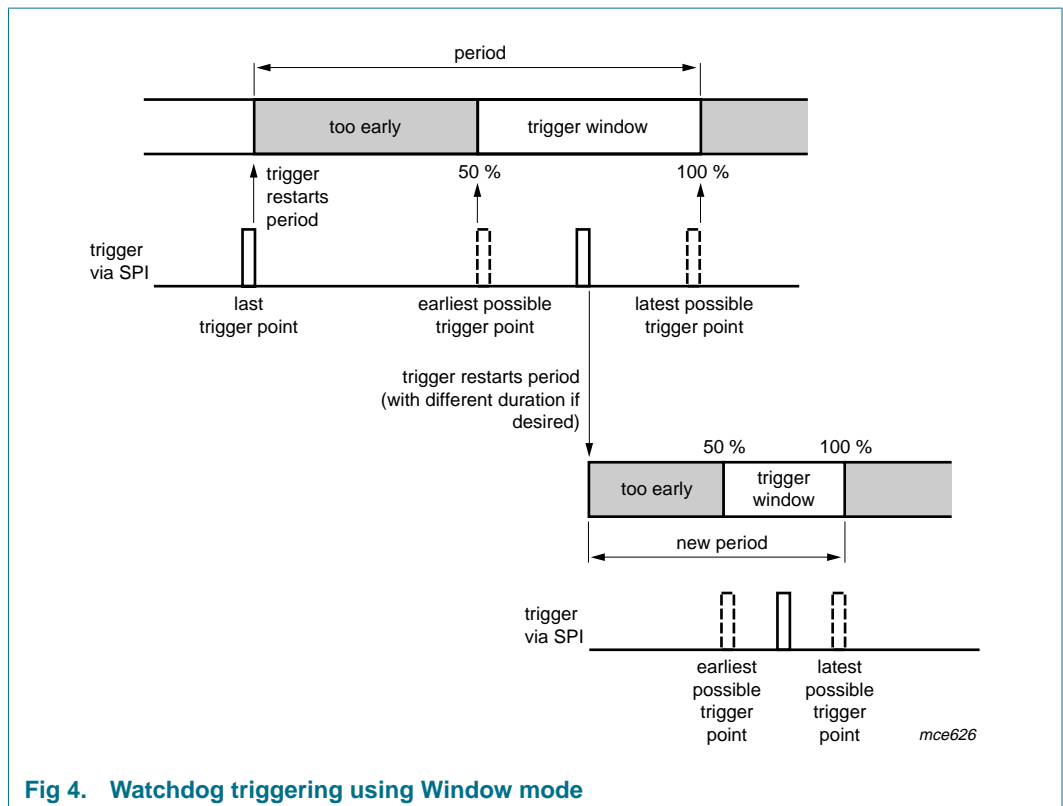 period
too early
trigger window
trigger
restarts
period
50 %
100 %
trigger
via SPI
last
trigger point
earliest possible
trigger point
latest possible
trigger point
trigger restarts period
(with different duration if
desired)
50 %
100 %
too early
trigger
window
new period
trigger
via SPI
earliest
possible
trigger
point
latest
possible
trigger
point
mce626
Fig 4. Watchdog triggering using Window mode